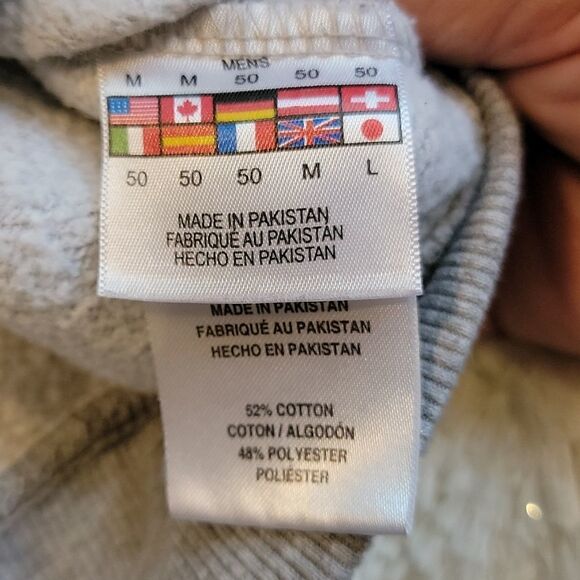 MENS
M M 50 50 50
50 50 50 M L
MADE IN PAKISTAN
FABRIQUÉ AU PAKISTAN
HECHO EN PAKISTAN
MADE IN PAKISTAN
FABRIQUÉ AU PAKISTAN
HECHO EN PAKISTAN
52% COTTON
COTON / ALGODÓN
48% POLYESTER
POLIÉSTER